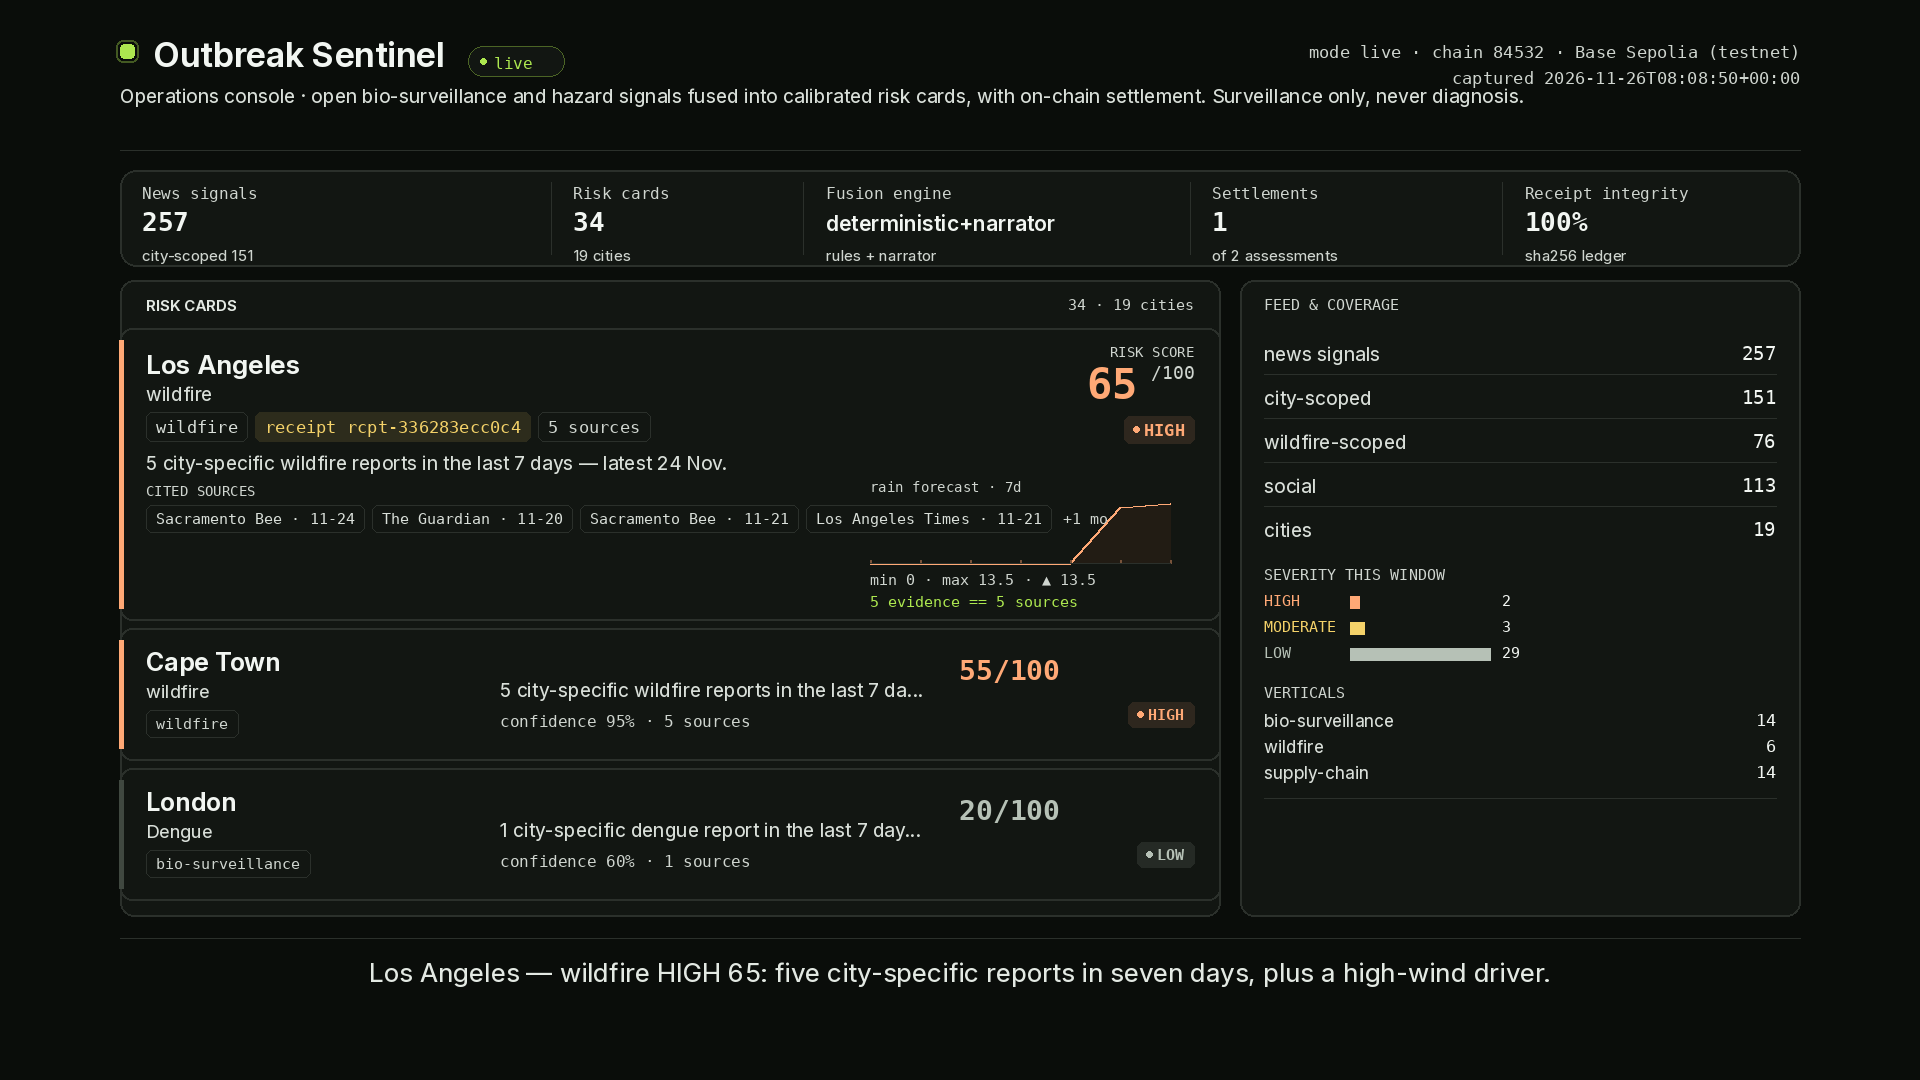 Outbreak Sentinel
live
mode live · chain 84532 · Base Sepolia (testnet)
captured 2026-11-26T08:08:50+00:00
Operations console · open bio-surveillance and hazard signals fused into calibrated risk cards, with on-chain settlement. Surveillance only, never diagnosis.
News signals
257
city-scoped 151
Risk cards
34
19 cities
Fusion engine
deterministic+narrator
rules + narrator
Settlements
1
of 2 assessments
Receipt integrity
100%
sha256 ledger
RISK CARDS
34 · 19 cities
Los Angeles
wildfire
wildfire
receipt rcpt-336283ecc0c4
5 sources
RISK SCORE
65 /100
HIGH
5 city-specific wildfire reports in the last 7 days — latest 24 Nov.
CITED SOURCES
Sacramento Bee · 11-24
The Guardian · 11-20
Sacramento Bee · 11-21
Los Angeles Times · 11-21
+1 mo
rain forecast · 7d
min 0 · max 13.5 · ▲ 13.5
5 evidence == 5 sources
Cape Town
wildfire
wildfire
5 city-specific wildfire reports in the last 7 da...
confidence 95% · 5 sources
55/100
HIGH
London
Dengue
bio-surveillance
1 city-specific dengue report in the last 7 day...
confidence 60% · 1 sources
20/100
LOW
FEED & COVERAGE
news signals 257
city-scoped 151
wildfire-scoped 76
social 113
cities 19
SEVERITY THIS WINDOW
HIGH 2
MODERATE 3
LOW 29
VERTICALS
bio-surveillance 14
wildfire 6
supply-chain 14
Los Angeles — wildfire HIGH 65: five city-specific reports in seven days, plus a high-wind driver.